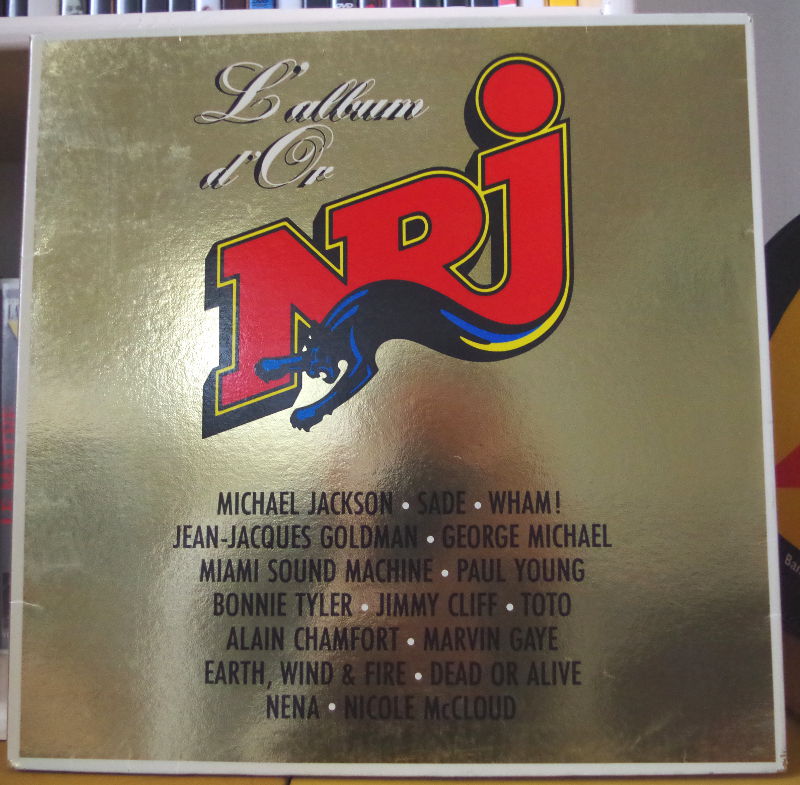 L'album
d'Or
NRJ
MICHAEL JACKSON • SADE • WHAM!
JEAN-JACQUES GOLDMAN • GEORGE MICHAEL
MIAMI SOUND MACHINE • PAUL YOUNG
BONNIE TYLER • JIMMY CLIFF • TOTO
ALAIN CHAMFORT • MARVIN GAYE
EARTH, WIND & FIRE • DEAD OR ALIVE
NENA • NICOLE McCLOUD